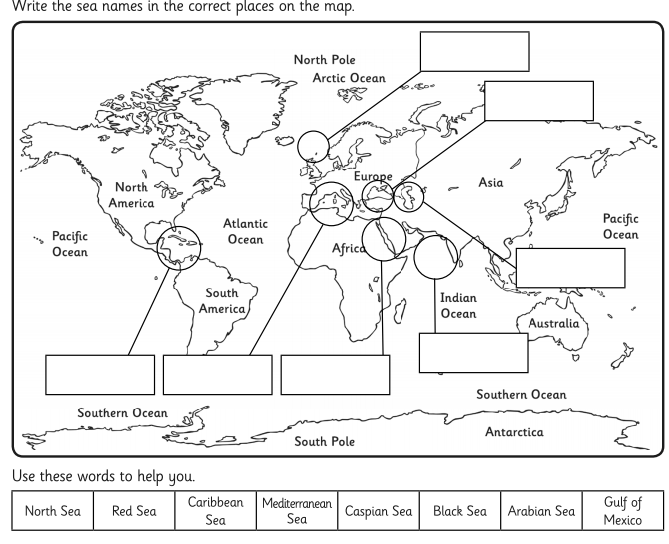 Write the sea names in the correct places on the map.
North Pole
Arctic Ocean
Europe
Asia
North
America
Atlantic
Ocean
Pacific
Ocean
Pacific
Ocean
Africa
South
America
Indian
Ocean
Australia
Southern Ocean
Southern Ocean
South Pole
Antarctica
Use these words to help you.
North Sea
Red Sea
Caribbean
Sea
Mediterranean
Sea
Caspian Sea
Black Sea
Arabian Sea
Gulf of
Mexico